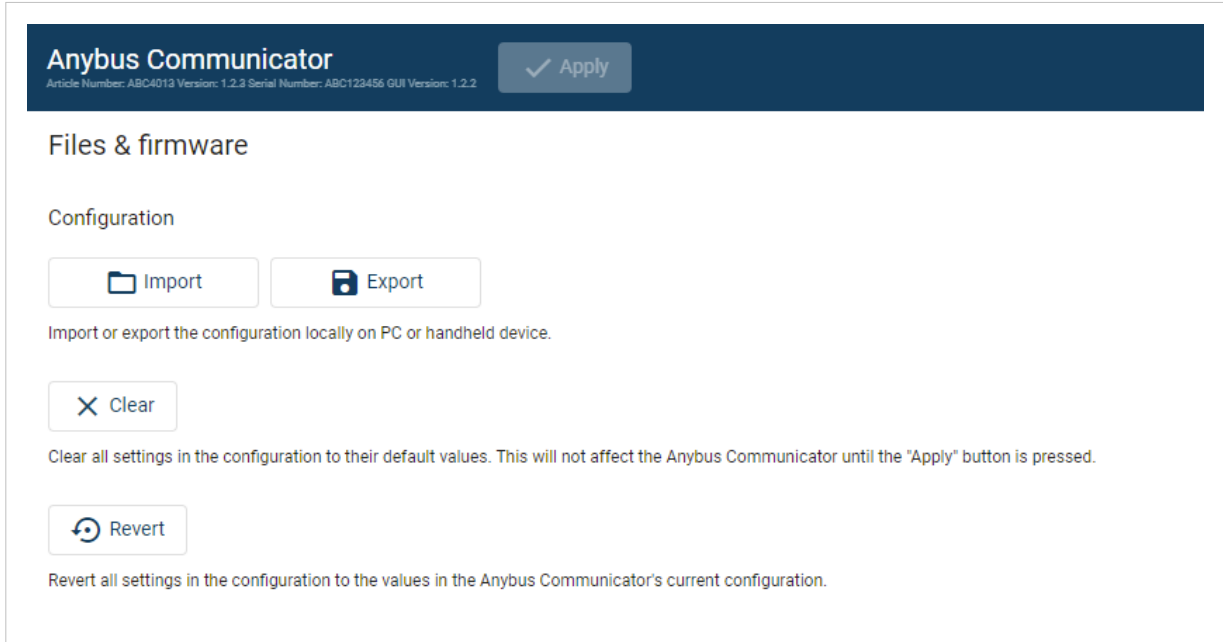 Anybus Communicator
Article Number: ABC4013 Version: 1.2.3 Serial Number: ABC123456 GUI Version: 1.2.2
Apply
Files & firmware
Configuration
Import
Export
Import or export the configuration locally on PC or handheld device.
Clear
Clear all settings in the configuration to their default values. This will not affect the Anybus Communicator until the "Apply" button is pressed.
Revert
Revert all settings in the configuration to the values in the Anybus Communicator's current configuration.